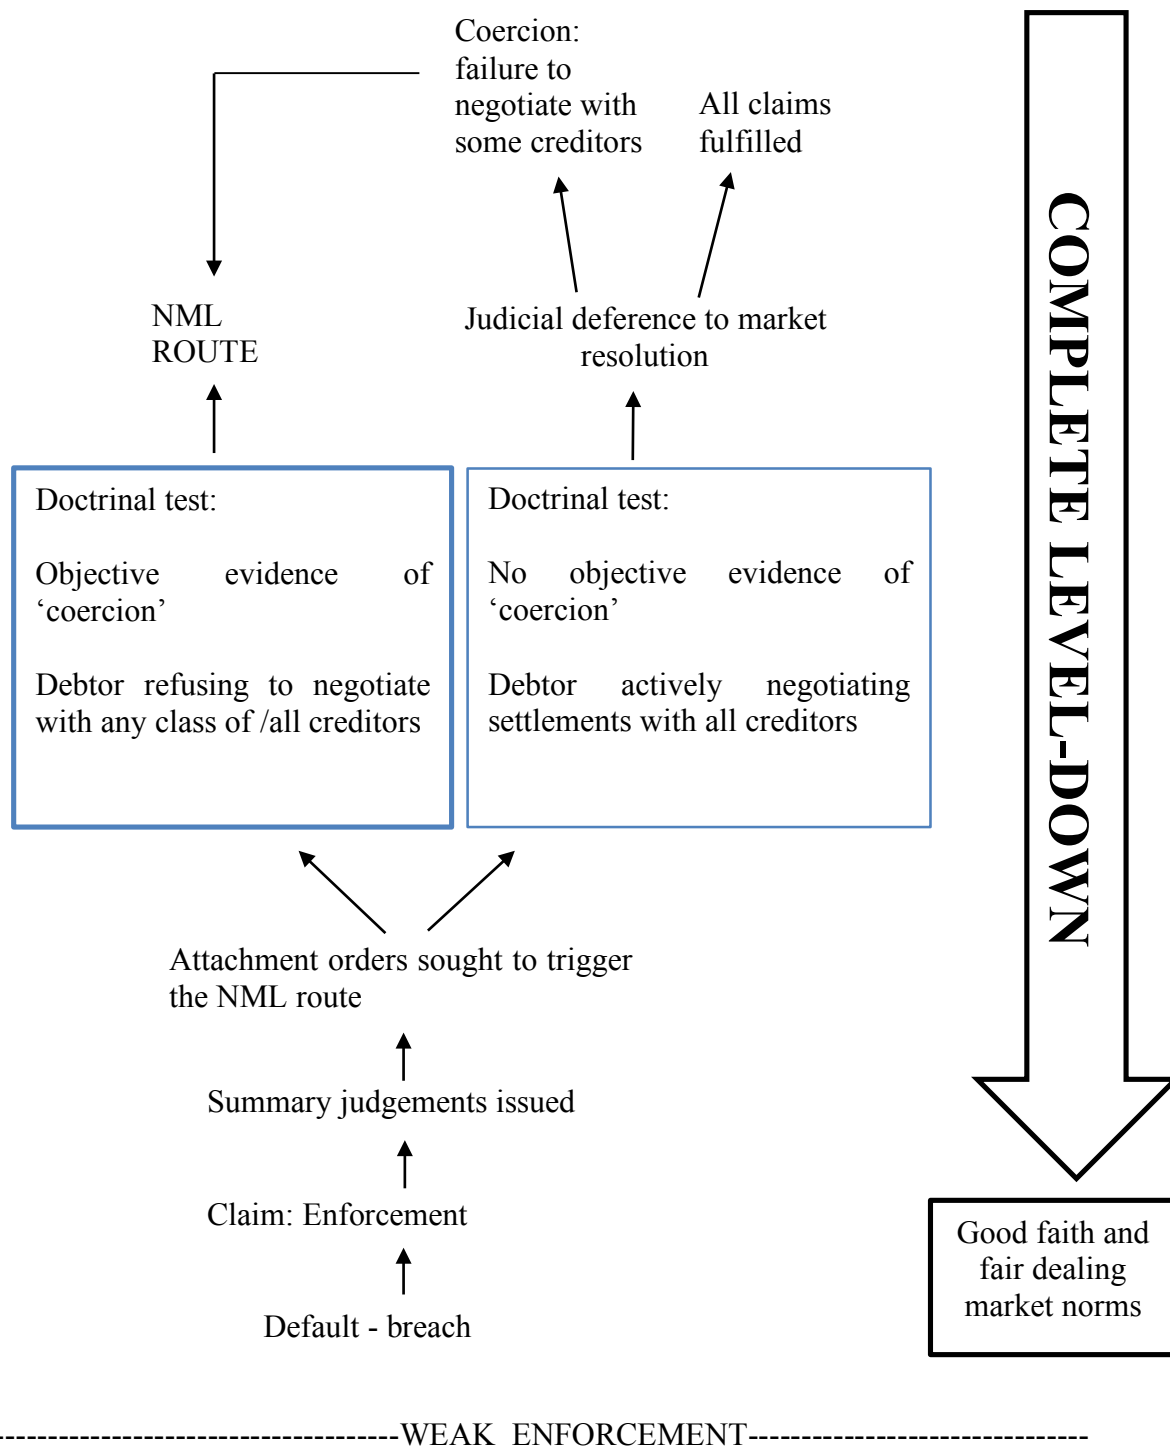 Coercion:
failure to
negotiate with
some creditors
All claims
fulfilled
NML
ROUTE
Judicial deference to market
resolution
Doctrinal test:
Objective evidence of
‘coercion’
Debtor refusing to negotiate
with any class of /all creditors
Doctrinal test:
No objective evidence of
‘coercion’
Debtor actively negotiating
settlements with all creditors
Attachment orders sought to trigger
the NML route
Summary judgements issued
Claim: Enforcement
Default - breach
COMPLETE LEVEL-DOWN
Good faith and
fair dealing
market norms
--------------------------------------WEAK ENFORCEMENT--------------------------------